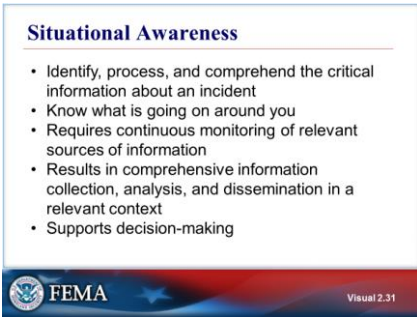 Situational Awareness
• Identify, process, and comprehend the critical
information about an incident
• Know what is going on around you
• Requires continuous monitoring of relevant
sources of information
• Results in comprehensive information
collection, analysis, and dissemination in a
relevant context
• Supports decision-making
FEMA
Visual 2.31